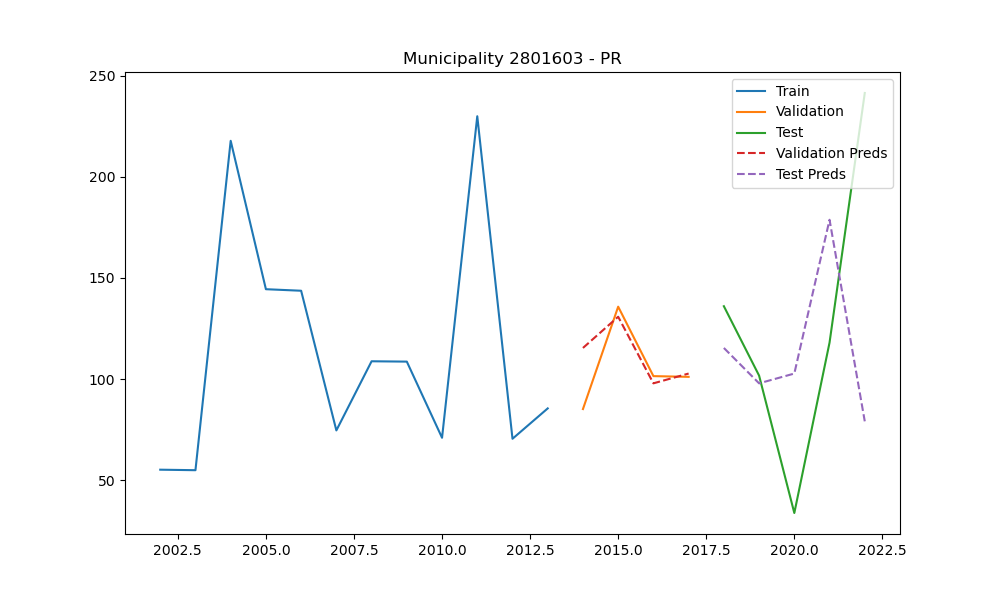 Municipality 2801603 - PR
250
200
150
100
50
Train
Validation
Test
Validation Preds
Test Preds
2002.5 2005.0 2007.5 2010.0 2012.5 2015.0 2017.5 2020.0 2022.5